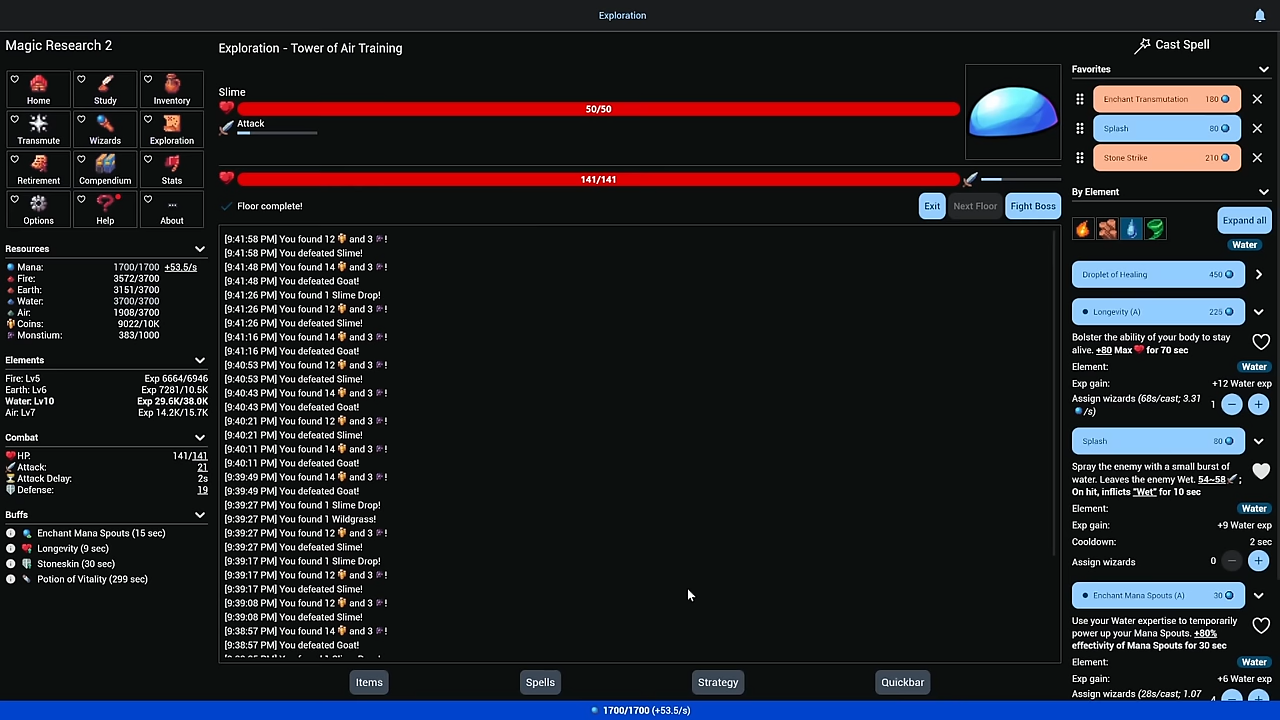 Exploration
Magic Research 2
Home
Study
Inventory
Transmute
Wizards
Exploration
Retirement
Compendium
Stats
Options
Help
About
Resources
Mana: 1700/1700 +53.5/s
Fire: 3572/3700
Earth: 3151/3700
Water: 3700/3700
Air: 1908/3700
Coins: 9022/10K
Monstium: 383/1000
Elements
Fire: Lv5 Exp 6664/6946
Earth: Lv6 Exp 7281/10.5K
Water: Lv10 Exp 29.6K/38.0K
Air: Lv7 Exp 14.2K/15.7K
Combat
HP: 141/141
Attack: 21
Attack Delay: 2s
Defense: 19
Buffs
Enchant Mana Spouts (15 sec)
Longevity (9 sec)
Stoneskin (30 sec)
Potion of Vitality (299 sec)
Exploration - Tower of Air Training
Slime
50/50
Attack
141/141
Floor complete!
Exit
Next Floor
Fight Boss
[9:41:58 PM] You found 12 and 3 !
[9:41:58 PM] You defeated Slime!
[9:41:48 PM] You found 14 and 3 !
[9:41:48 PM] You defeated Goat!
[9:41:26 PM] You found 1 Slime Drop!
[9:41:26 PM] You found 12 and 3 !
[9:41:26 PM] You defeated Slime!
[9:41:16 PM] You found 14 and 3 !
[9:41:16 PM] You defeated Goat!
[9:40:53 PM] You found 12 and 3 !
[9:40:53 PM] You defeated Slime!
[9:40:43 PM] You found 14 and 3 !
[9:40:43 PM] You defeated Goat!
[9:40:21 PM] You found 12 and 3 !
[9:40:21 PM] You defeated Slime!
[9:40:11 PM] You found 14 and 3 !
[9:40:11 PM] You defeated Goat!
[9:39:49 PM] You found 14 and 3 !
[9:39:49 PM] You defeated Goat!
[9:39:27 PM] You found 1 Slime Drop!
[9:39:27 PM] You found 1 Wildgrass!
[9:39:27 PM] You found 12 and 3 !
[9:39:27 PM] You defeated Slime!
[9:39:17 PM] You found 1 Slime Drop!
[9:39:17 PM] You found 12 and 3 !
[9:39:17 PM] You defeated Slime!
[9:39:08 PM] You found 12 and 3 !
[9:39:08 PM] You defeated Slime!
[9:38:57 PM] You found 14 and 3 !
[9:38:57 PM] You defeated Goat!
Items
Spells
Strategy
Quickbar
Cast Spell
Favorites
Enchant Transmutation 180
Splash 80
Stone Strike 210
By Element
Expand all
Water
Droplet of Healing 450
Longevity (A) 225
Bolster the ability of your body to stay
alive. +80 Max for 70 sec
Element: Water
Exp gain: +12 Water exp
Assign wizards (68s/cast; 3.31
/s) 1
Splash 80
Spray the enemy with a small burst of
water. Leaves the enemy Wet. 54~58 ;
On hit, inflicts "Wet" for 10 sec
Element: Water
Exp gain: +9 Water exp
Cooldown: 2 sec
Assign wizards 0
Enchant Mana Spouts (A) 30
Use your Water expertise to temporarily
power up your Mana Spouts. +80%
effectivity of Mana Spouts for 30 sec
Element: Water
Exp gain: +6 Water exp
Assign wizards (28s/cast; 1.07
1700/1700 (+53.5/s)